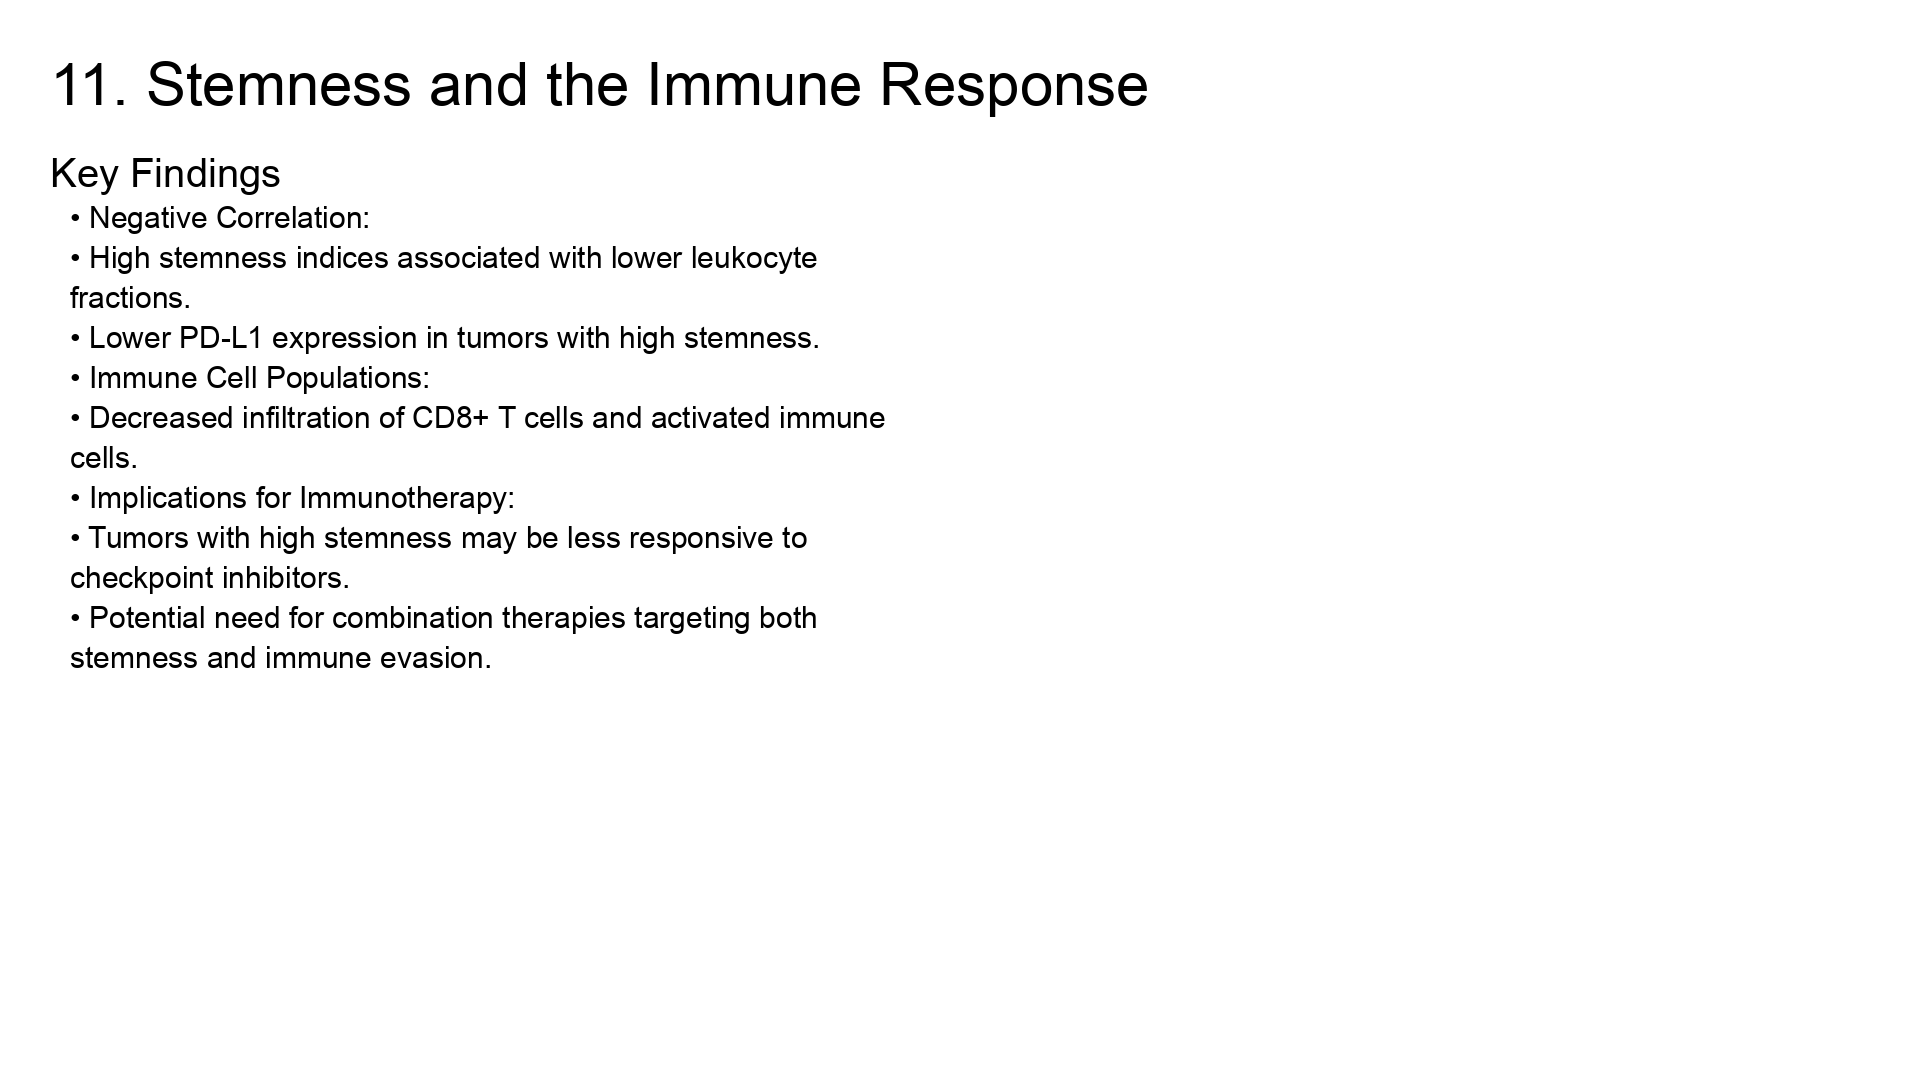 11. Stemness and the Immune Response
Key Findings
• Negative Correlation:
• High stemness indices associated with lower leukocyte
fractions.
• Lower PD-L1 expression in tumors with high stemness.
• Immune Cell Populations:
• Decreased infiltration of CD8+ T cells and activated immune
cells.
• Implications for Immunotherapy:
• Tumors with high stemness may be less responsive to
checkpoint inhibitors.
• Potential need for combination therapies targeting both
stemness and immune evasion.